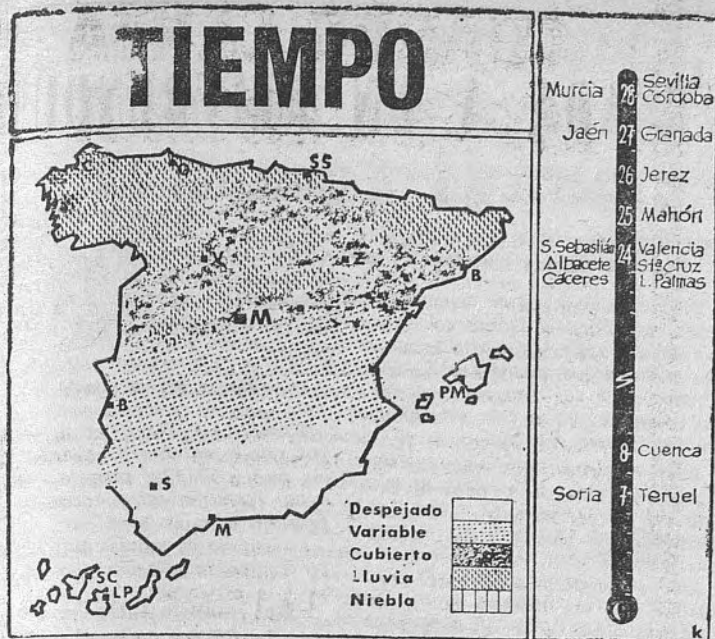 TIEMPO
C
O
SS
V
Z
B
M
B
PM
S
M
SC
LP
Despejado
Variable
Cubierto
Lluvia
Niebla
Murcia 28 Sevilla
Córdoba
Jaén 27 Granada
26 Jerez
25 Mahón
S.Sebastián 24 Valencia
Albacete Stª Cruz
Cáceres L.Palmas
8 Cuenca
Soria 7 Teruel
k